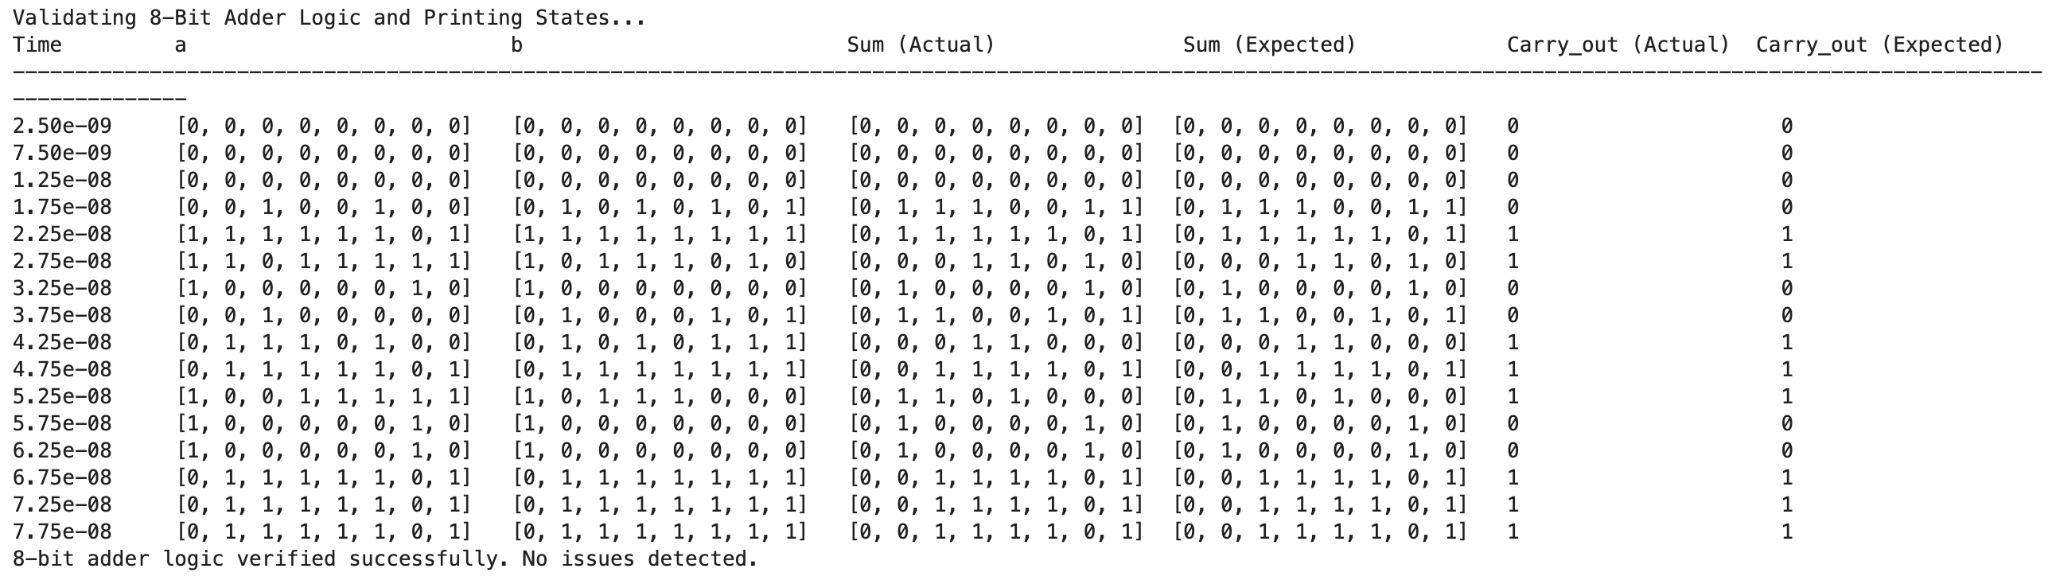 Validating 8-Bit Adder Logic and Printing States...
Time a b Sum (Actual) Sum (Expected) Carry_out (Actual) Carry_out (Expected)
-------------------------------------------------------------------------------------------------------------------------------------------------------------------
--------------
2.50e-09 [0, 0, 0, 0, 0, 0, 0, 0] [0, 0, 0, 0, 0, 0, 0, 0] [0, 0, 0, 0, 0, 0, 0, 0] [0, 0, 0, 0, 0, 0, 0, 0] 0 0
7.50e-09 [0, 0, 0, 0, 0, 0, 0, 0] [0, 0, 0, 0, 0, 0, 0, 0] [0, 0, 0, 0, 0, 0, 0, 0] [0, 0, 0, 0, 0, 0, 0, 0] 0 0
1.25e-08 [0, 0, 0, 0, 0, 0, 0, 0] [0, 0, 0, 0, 0, 0, 0, 0] [0, 0, 0, 0, 0, 0, 0, 0] [0, 0, 0, 0, 0, 0, 0, 0] 0 0
1.75e-08 [0, 0, 1, 0, 0, 1, 0, 0] [0, 1, 0, 1, 0, 1, 0, 1] [0, 1, 1, 1, 0, 0, 1, 1] [0, 1, 1, 1, 0, 0, 1, 1] 0 0
2.25e-08 [1, 1, 1, 1, 1, 1, 0, 1] [1, 1, 1, 1, 1, 1, 1, 1] [0, 1, 1, 1, 1, 1, 0, 1] [0, 1, 1, 1, 1, 1, 0, 1] 1 1
2.75e-08 [1, 1, 0, 1, 1, 1, 1, 1] [1, 0, 1, 1, 1, 0, 1, 0] [0, 0, 0, 1, 1, 0, 1, 0] [0, 0, 0, 1, 1, 0, 1, 0] 1 1
3.25e-08 [1, 0, 0, 0, 0, 0, 1, 0] [1, 0, 0, 0, 0, 0, 0, 0] [0, 1, 0, 0, 0, 0, 1, 0] [0, 1, 0, 0, 0, 0, 1, 0] 0 0
3.75e-08 [0, 0, 1, 0, 0, 0, 0, 0] [0, 1, 0, 0, 0, 1, 0, 1] [0, 1, 1, 0, 0, 1, 0, 1] [0, 1, 1, 0, 0, 1, 0, 1] 0 0
4.25e-08 [0, 1, 1, 1, 0, 1, 0, 0] [0, 1, 0, 1, 0, 1, 1, 1] [0, 0, 0, 1, 1, 0, 0, 0] [0, 0, 0, 1, 1, 0, 0, 0] 1 1
4.75e-08 [0, 1, 1, 1, 1, 1, 0, 1] [0, 1, 1, 1, 1, 1, 1, 1] [0, 0, 1, 1, 1, 1, 0, 1] [0, 0, 1, 1, 1, 1, 0, 1] 1 1
5.25e-08 [1, 0, 0, 1, 1, 1, 1, 1] [1, 0, 1, 1, 1, 0, 0, 0] [0, 1, 1, 0, 1, 0, 0, 0] [0, 1, 1, 0, 1, 0, 0, 0] 1 1
5.75e-08 [1, 0, 0, 0, 0, 0, 1, 0] [1, 0, 0, 0, 0, 0, 0, 0] [0, 1, 0, 0, 0, 0, 1, 0] [0, 1, 0, 0, 0, 0, 1, 0] 0 0
6.25e-08 [1, 0, 0, 0, 0, 0, 1, 0] [1, 0, 0, 0, 0, 0, 0, 0] [0, 1, 0, 0, 0, 0, 1, 0] [0, 1, 0, 0, 0, 0, 1, 0] 0 0
6.75e-08 [0, 1, 1, 1, 1, 1, 0, 1] [0, 1, 1, 1, 1, 1, 1, 1] [0, 0, 1, 1, 1, 1, 0, 1] [0, 0, 1, 1, 1, 1, 0, 1] 1 1
7.25e-08 [0, 1, 1, 1, 1, 1, 0, 1] [0, 1, 1, 1, 1, 1, 1, 1] [0, 0, 1, 1, 1, 1, 0, 1] [0, 0, 1, 1, 1, 1, 0, 1] 1 1
7.75e-08 [0, 1, 1, 1, 1, 1, 0, 1] [0, 1, 1, 1, 1, 1, 1, 1] [0, 0, 1, 1, 1, 1, 0, 1] [0, 0, 1, 1, 1, 1, 0, 1] 1 1
8-bit adder logic verified successfully. No issues detected.